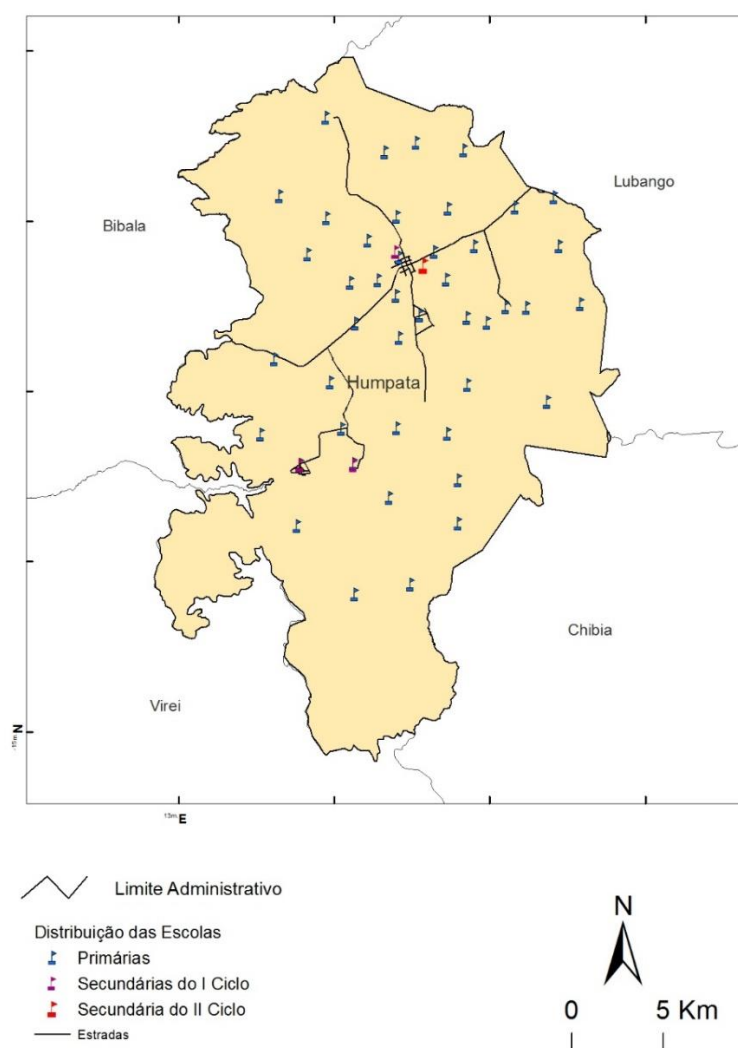 Lubango
Bibala
Humpata
Chibia
Virei
Limite Administrativo
Distribuição das Escolas
Primárias
Secundárias do I Ciclo
Secundária do II Ciclo
Estradas
N
0 5 Km